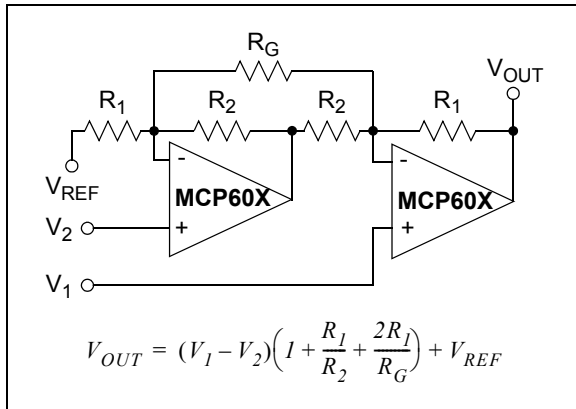 R_G
V_OUT
R_1 R_2 R_2 R_1
V_REF
- MCP60X +
- MCP60X +
V_2
V_1
V_OUT = (V_1 – V_2)(1 + R_1/R_2 + 2R_1/R_G) + V_REF